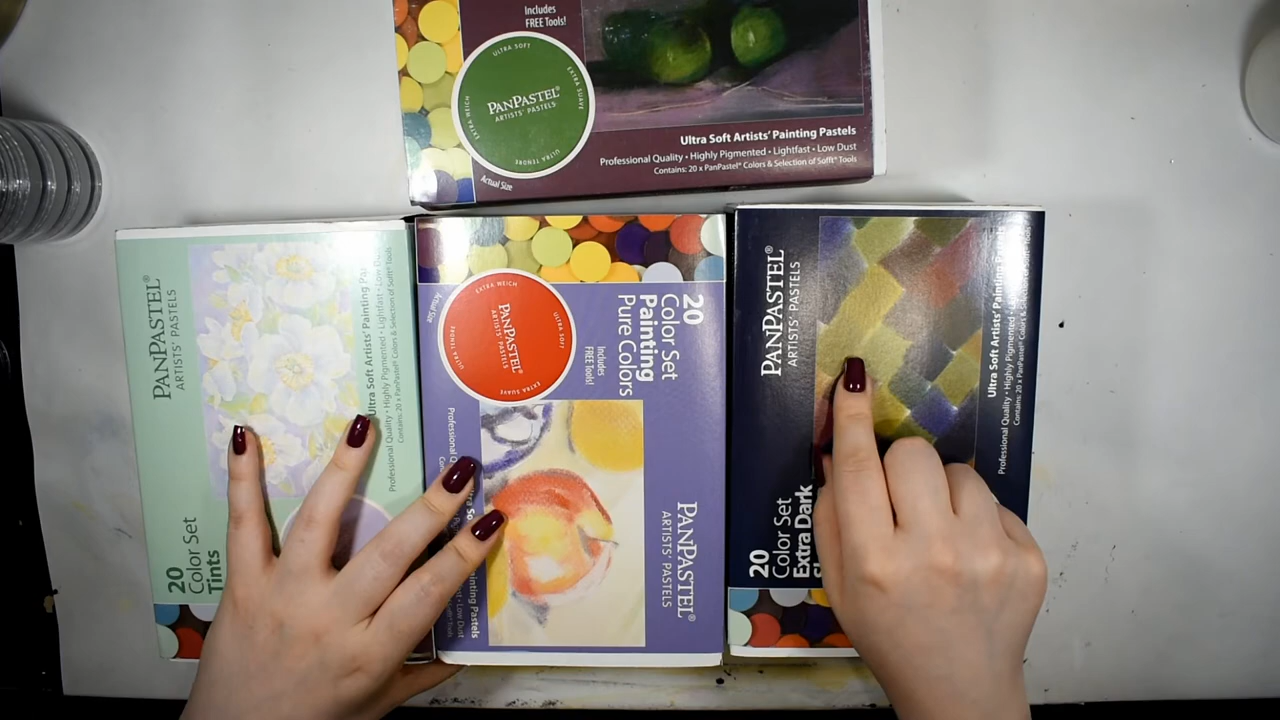 Includes
FREE Tools!
ULTRA SOFT
EXTRA SUAVE
ULTRA TENDRE
EXTRA WEICH
PANPASTEL®
ARTISTS' PASTELS
Actual Size
Ultra Soft Artists' Painting Pastels
Professional Quality • Highly Pigmented • Lightfast • Low Dust
Contains: 20 x PanPastel® Colors & Selection of Sofft® Tools
PANPASTEL®
ARTISTS' PASTELS
Ultra Soft Artists' Painting
Professional Quality • Highly Pigmented • Lightfast • Low
Contains: 20 x PanPastel® Colors & Selection of Sofft® Tools
20
Color Set
Tints
20
Color Set
Painting
Pure Colors
Includes
FREE Tools!
EXTRA WEICH
ULTRA SOFT
EXTRA SUAVE
ULTRA TENDRE
PANPASTEL®
ARTISTS' PASTELS
Actual Size
Professional
Painting Pastels
Low Dust
Tools
PANPASTEL®
ARTISTS' PASTELS
PANPASTEL®
ARTISTS' PASTELS
Ultra Soft Artists' Painting
Professional Quality • Highly Pigmented •
Contains: 20 x PanPastel® Colors & Selection of Sofft® Tools
20
Color Set
Extra Dark